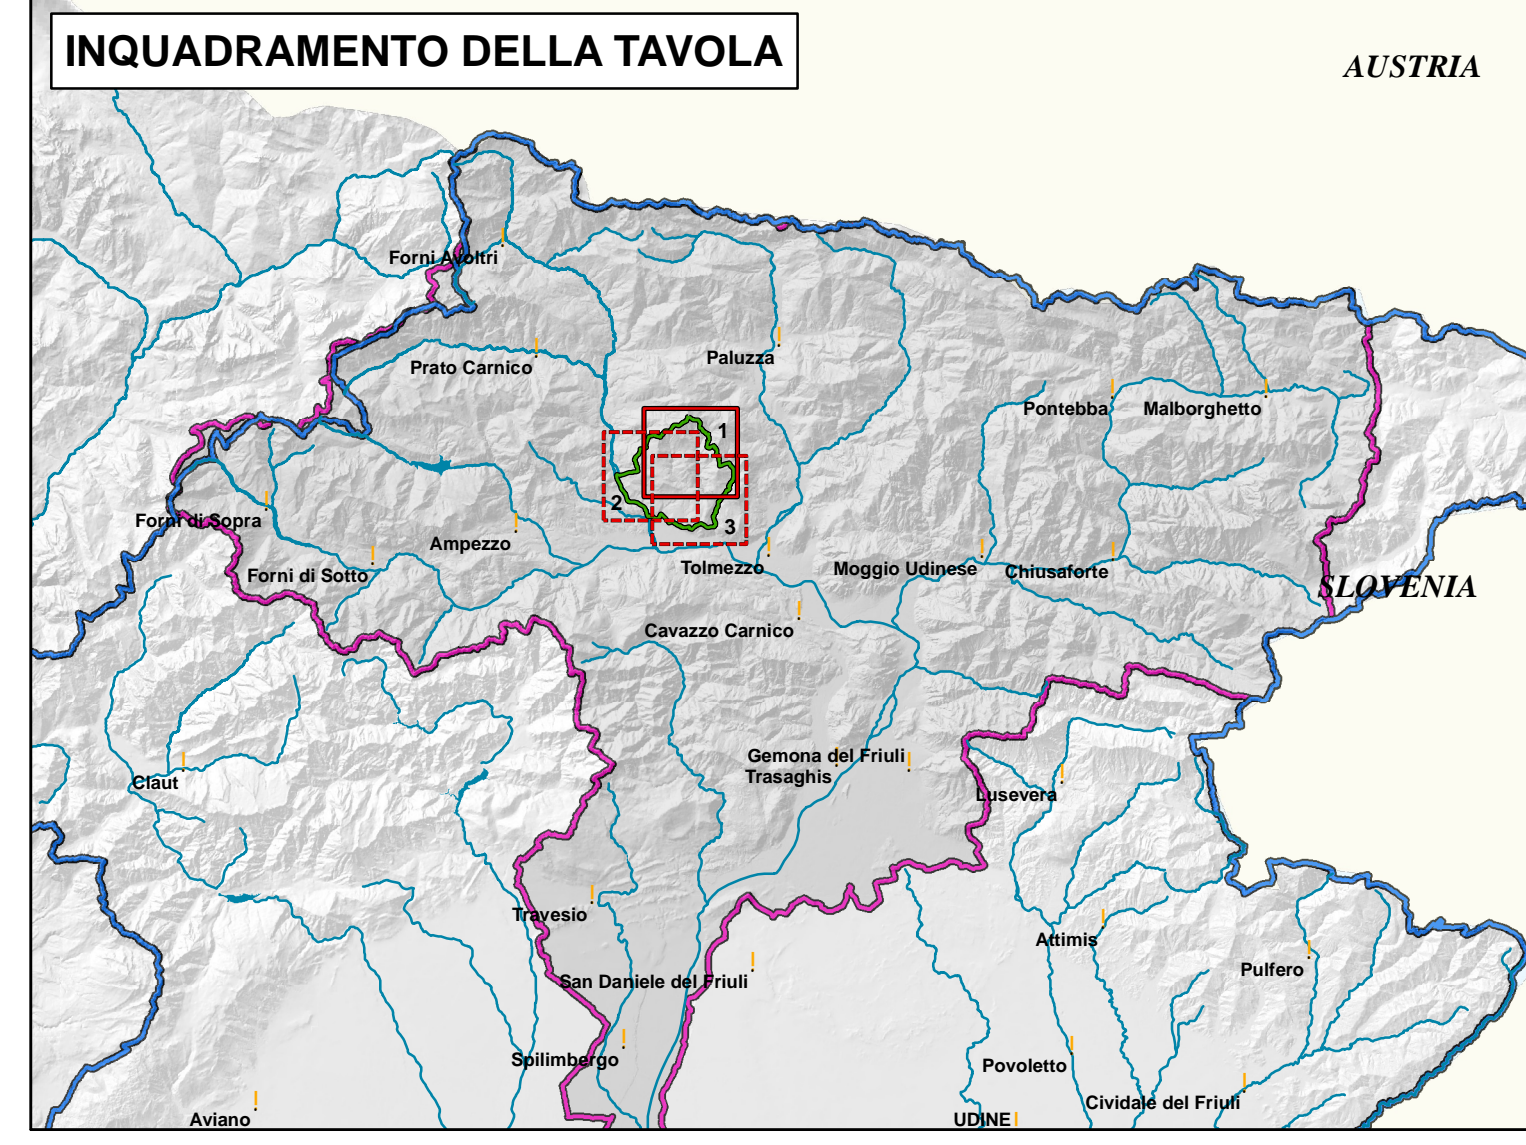 INQUADRAMENTO DELLA TAVOLA
AUSTRIA
Forni Avoltri
Prato Carnico
Paluzza
Pontebba
Malborghetto
1
2
3
Forni di Sopra
Ampezzo
Forni di Sotto
Tolmezzo
Moggio Udinese
Chiusaforte
SLOVENIA
Cavazzo Carnico
Gemona del Friuli
Trasaghis
Claut
Lusevera
Travesio
Attimis
San Daniele del Friuli
Pulfero
Spilimbergo
Povoletto
Cividale del Friuli
Aviano
UDINE